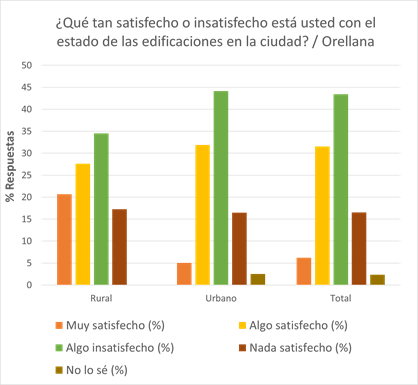 ¿Qué tan satisfecho o insatisfecho está usted con el
estado de las edificaciones en la ciudad? / Orellana
% Respuestas
50
45
40
35
30
25
20
15
10
5
0
Rural
Urbano
Total
Muy satisfecho (%)
Algo satisfecho (%)
Algo insatisfecho (%)
Nada satisfecho (%)
No lo sé (%)